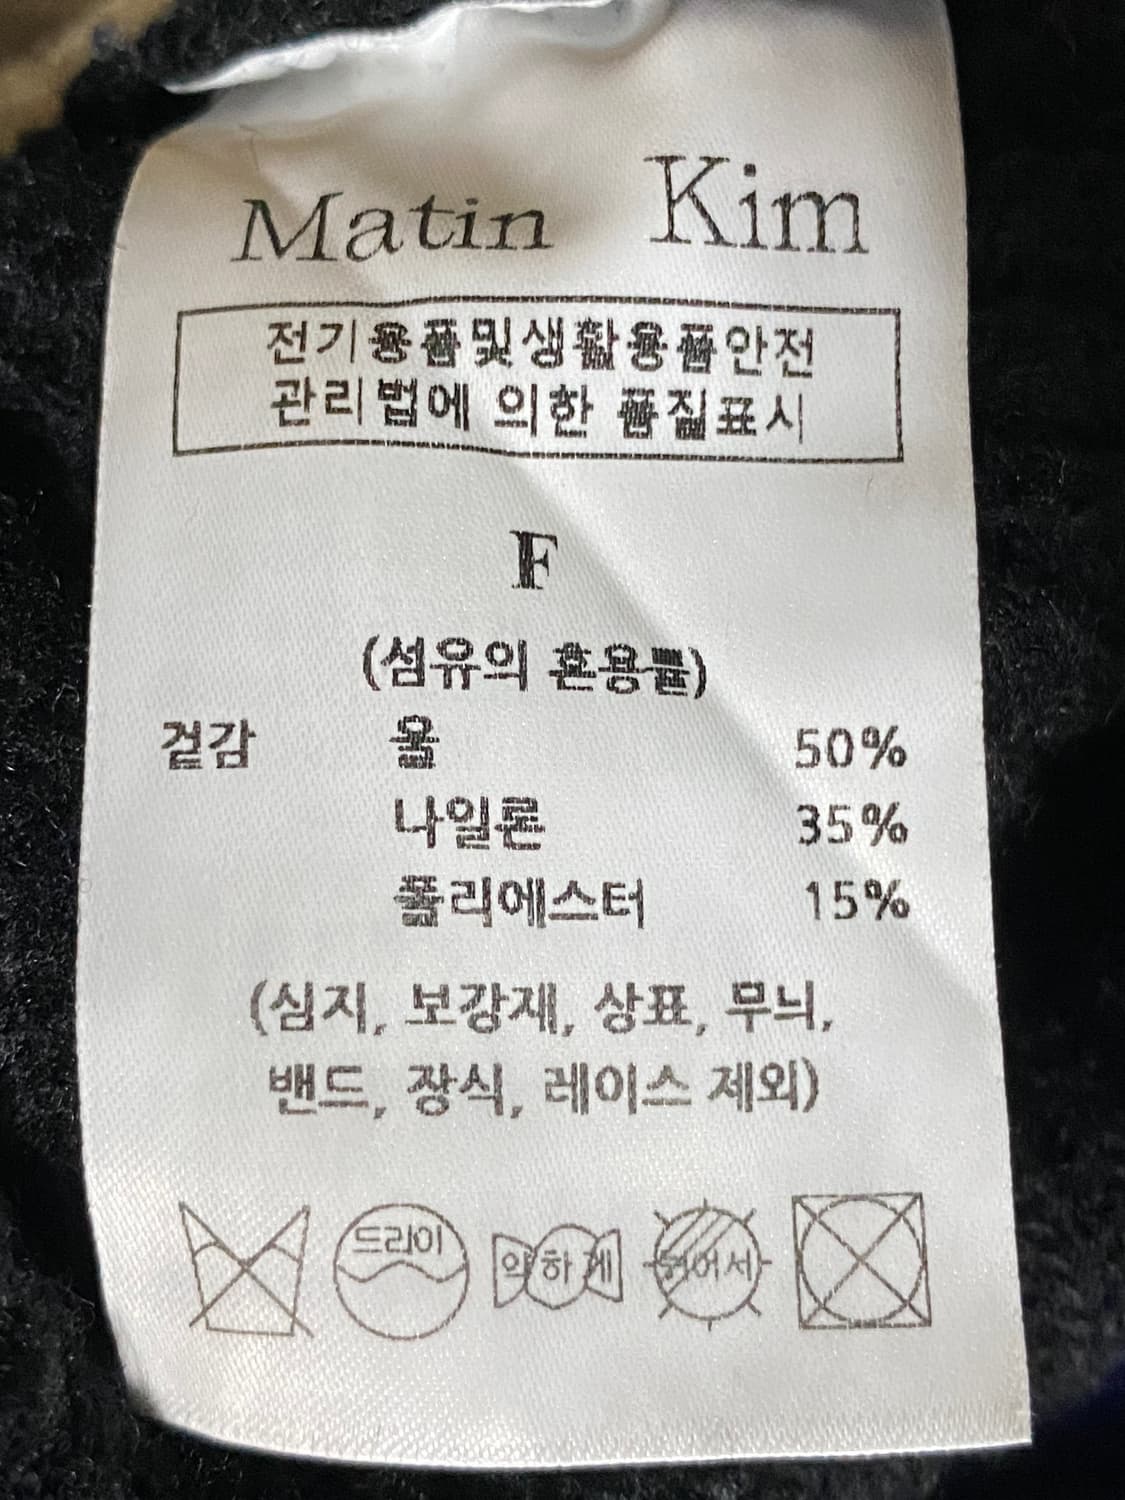 Matin Kim
전기용품및생활용품안전
관리법에 의한 품질표시
F
(섬유의 혼용률)
겉감 울 50%
나일론 35%
폴리에스터 15%
(심지, 보강재, 상표, 무늬,
밴드, 장식, 레이스 제외)
드라이 약하게 뉘어서